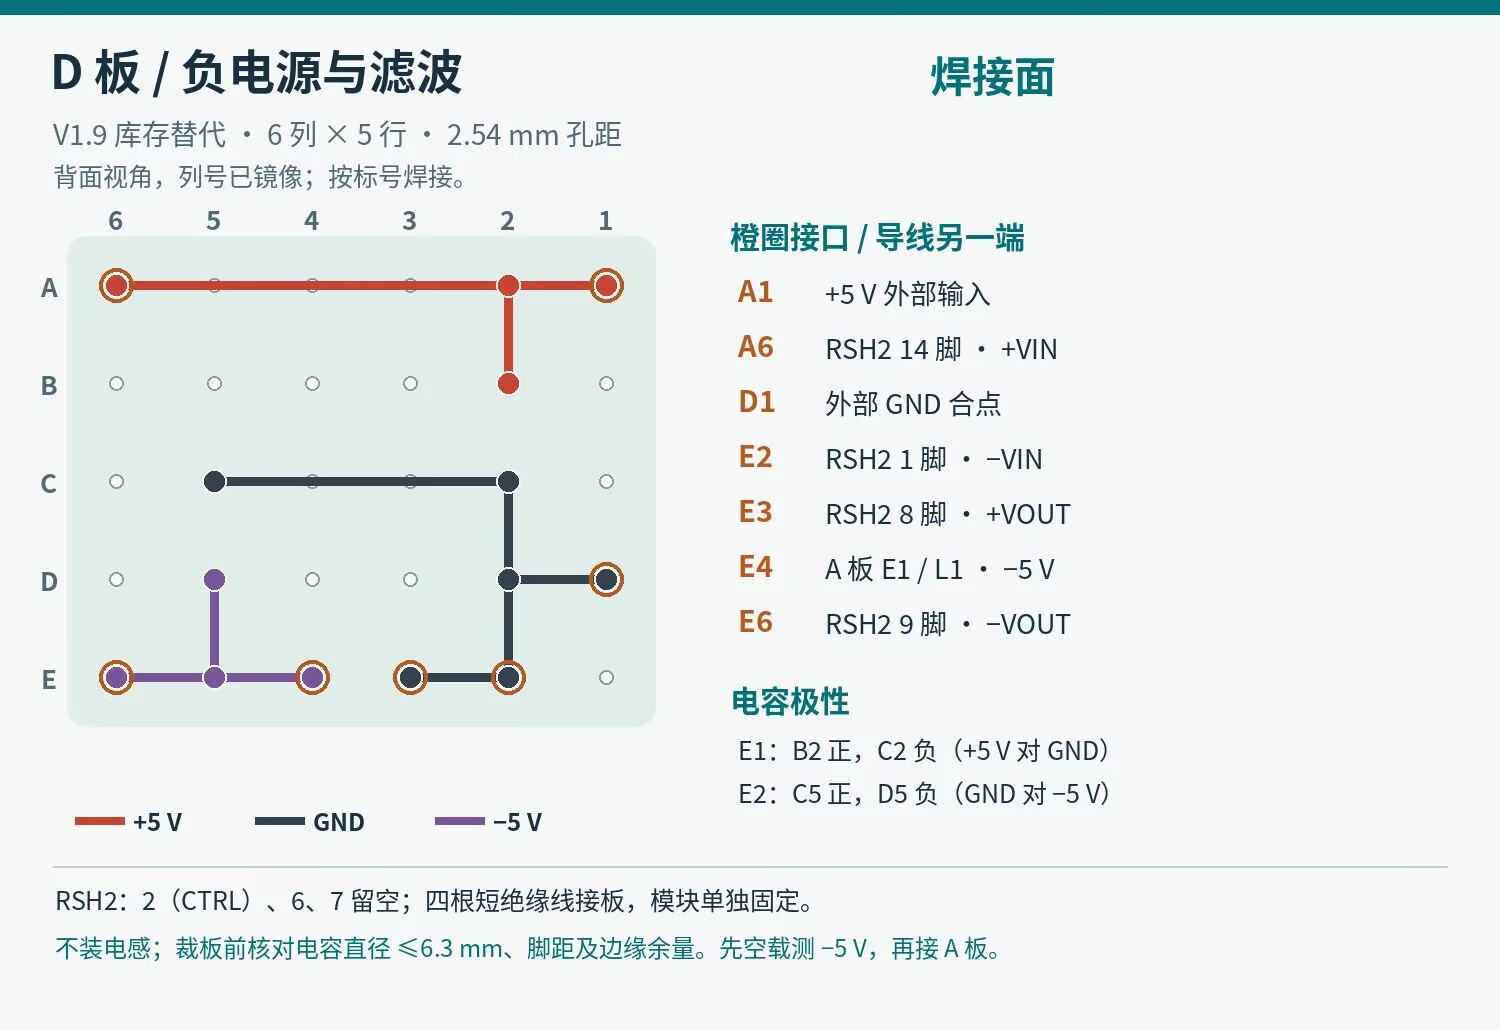 D 板 / 负电源与滤波
焊接面
V1.9 库存替代 · 6 列 × 5 行 · 2.54 mm 孔距
背面视角，列号已镜像；按标号焊接。
6 5 4 3 2 1
A
B
C
D
E
橙圈接口 / 导线另一端
A1 +5 V 外部输入
A6 RSH2 14 脚 · +VIN
D1 外部 GND 合点
E2 RSH2 1 脚 · −VIN
E3 RSH2 8 脚 · +VOUT
E4 A 板 E1 / L1 · −5 V
E6 RSH2 9 脚 · −VOUT
电容极性
E1：B2 正，C2 负（+5 V 对 GND）
E2：C5 正，D5 负（GND 对 −5 V）
+5 V GND −5 V
RSH2：2（CTRL）、6、7 留空；四根短绝缘线接板，模块单独固定。
不装电感；裁板前核对电容直径 ≤6.3 mm、脚距及边缘余量。先空载测 −5 V，再接 A 板。